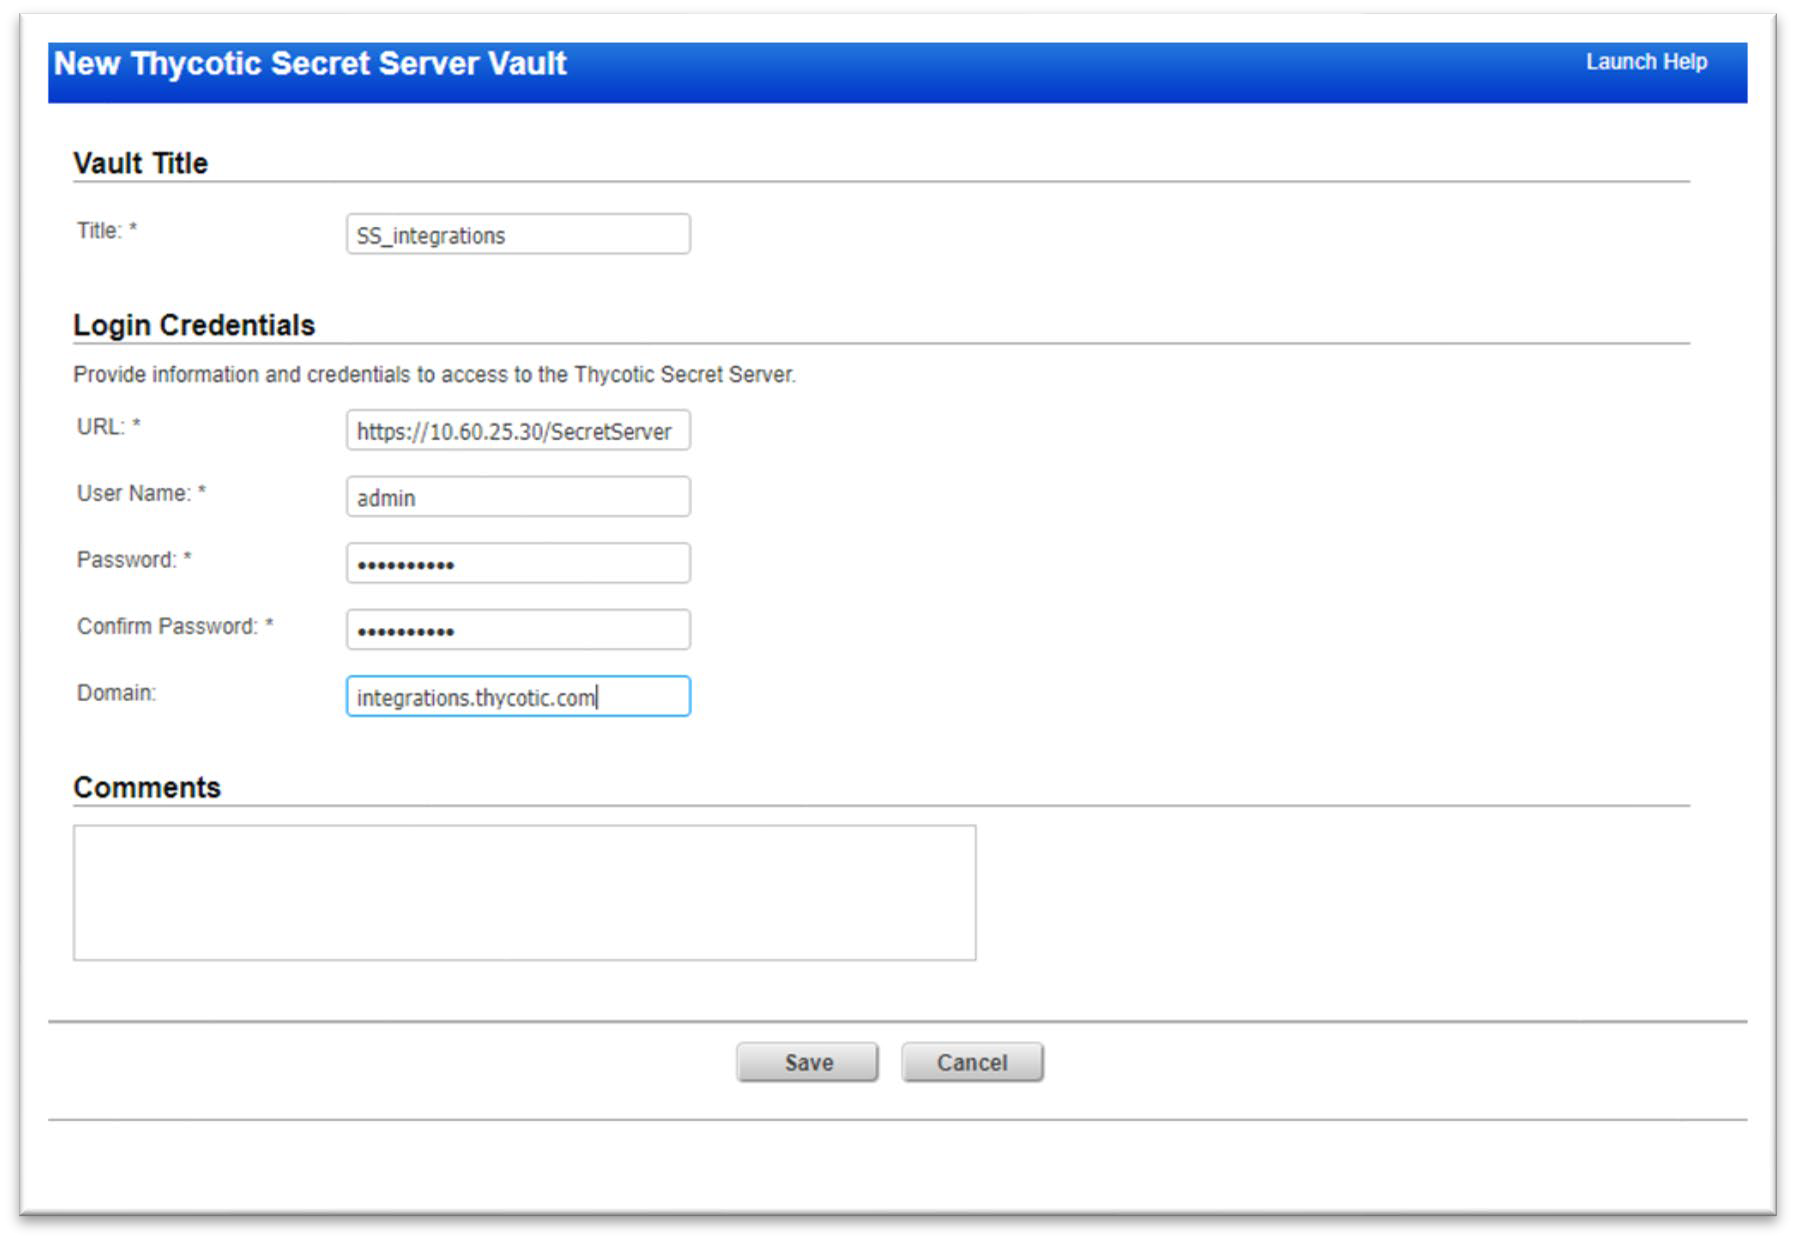 New Thycotic Secret Server Vault
Launch Help
Vault Title
Title: *
SS_integrations
Login Credentials
Provide information and credentials to access to the Thycotic Secret Server.
URL: *
https://10.60.25.30/SecretServer
User Name: *
admin
Password: *
••••••••••
Confirm Password: *
••••••••••
Domain:
integrations.thycotic.com
Comments
Save
Cancel